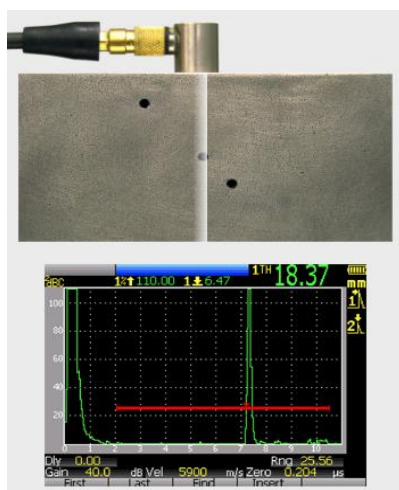 1TH 18.37
ABC 1% 110.00 1 6.47 mm
100
80
60
40
20
1
2
0 1 2 3 4 5 6 7 8 9 10
Dly 0.00 Rng 25.56
Gain 40.0 dB Vel 5900 m/s Zero 0.204 µs
First Last Find Insert